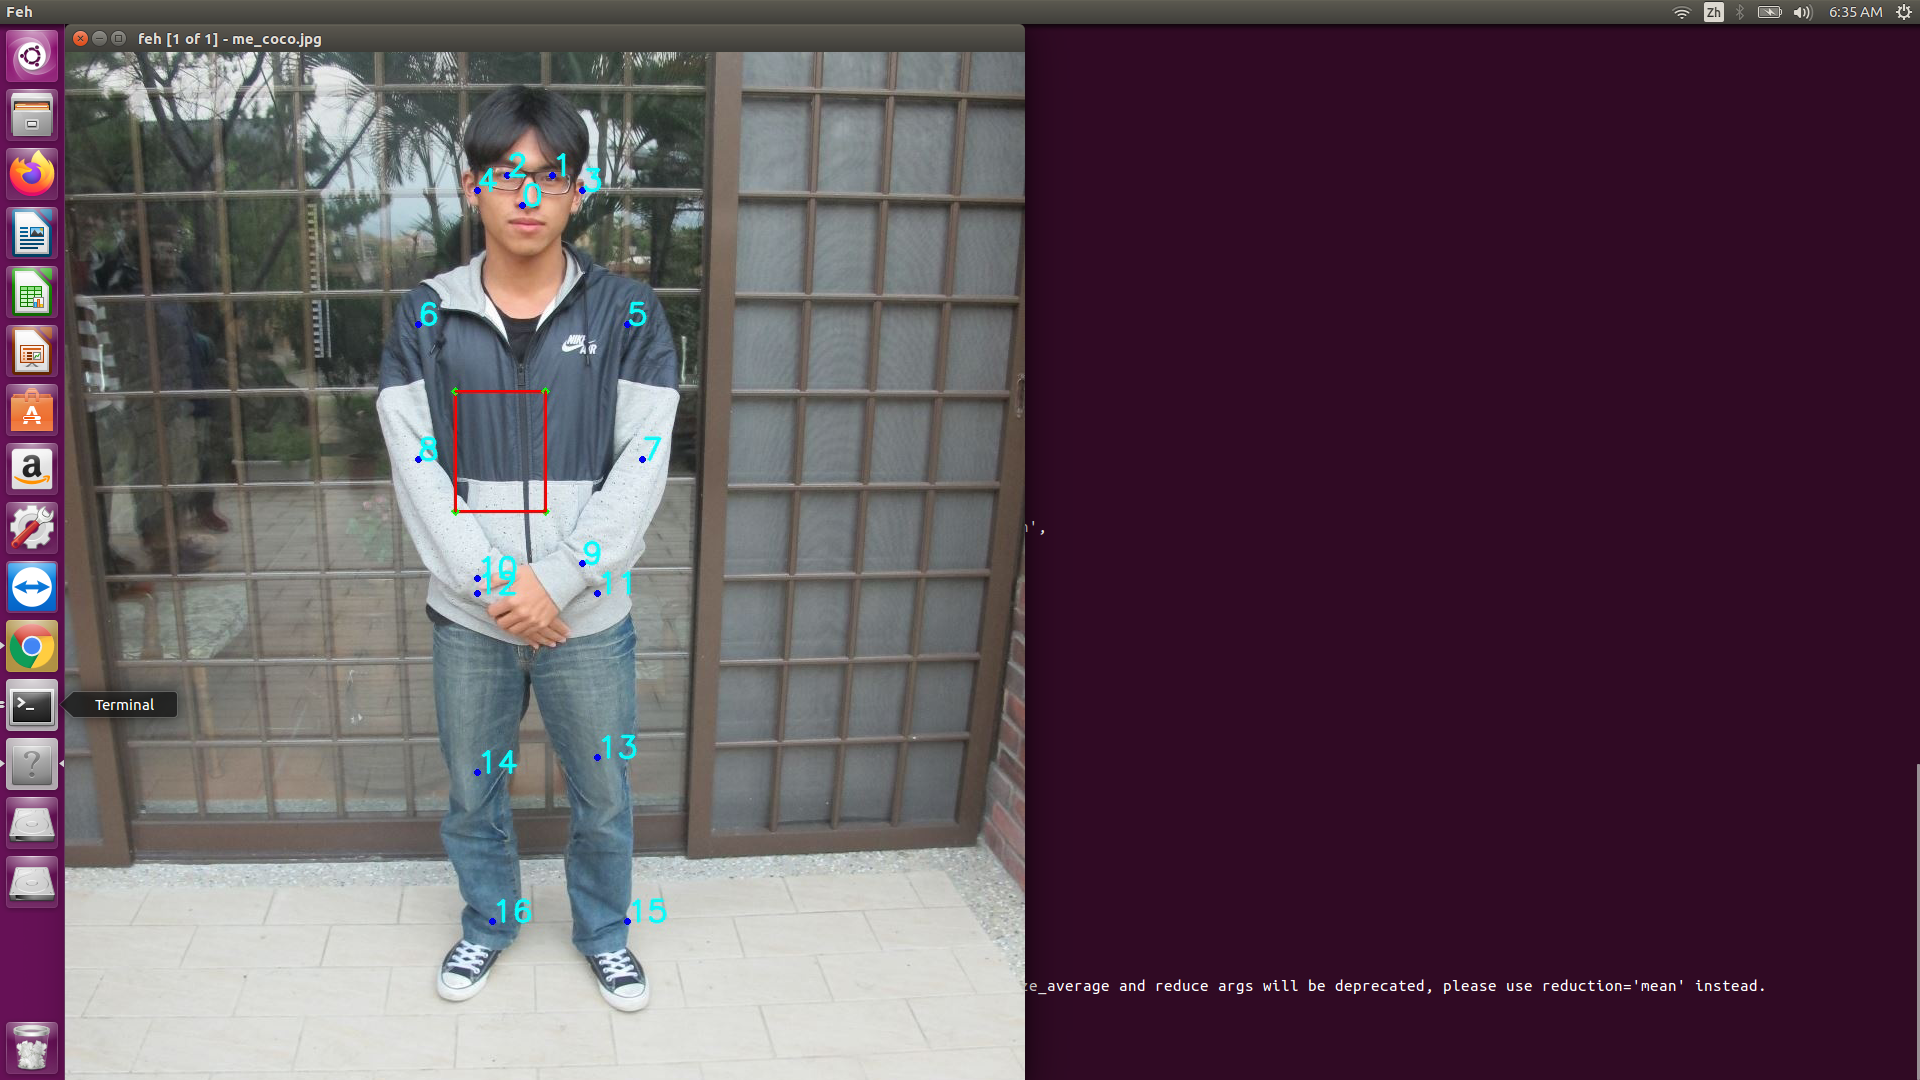 Feh
Zh
6:35 AM
feh [1 of 1] - me_coco.jpg
2
1
4
3
0
6
5
NIKE
AIR
8
7
',
9
10
12
11
Terminal
14
13
16
15
e_average and reduce args will be deprecated, please use reduction='mean' instead.